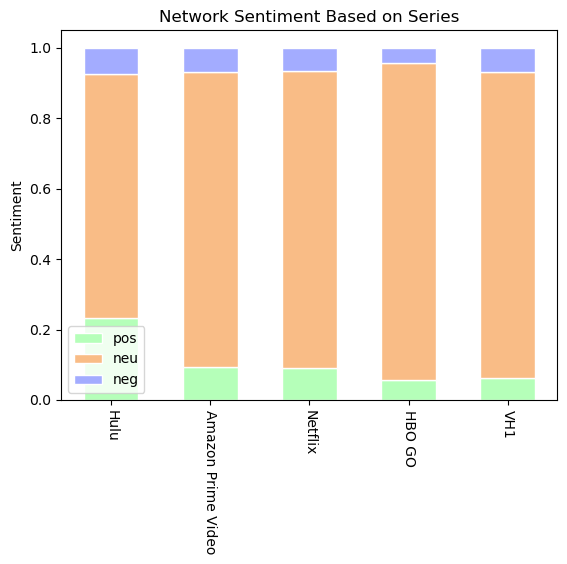 Network Sentiment Based on Series
1.0
0.8
0.6
0.4
0.2
0.0
Sentiment
pos
neu
neg
Hulu
Amazon Prime Video
Netflix
HBO GO
VH1